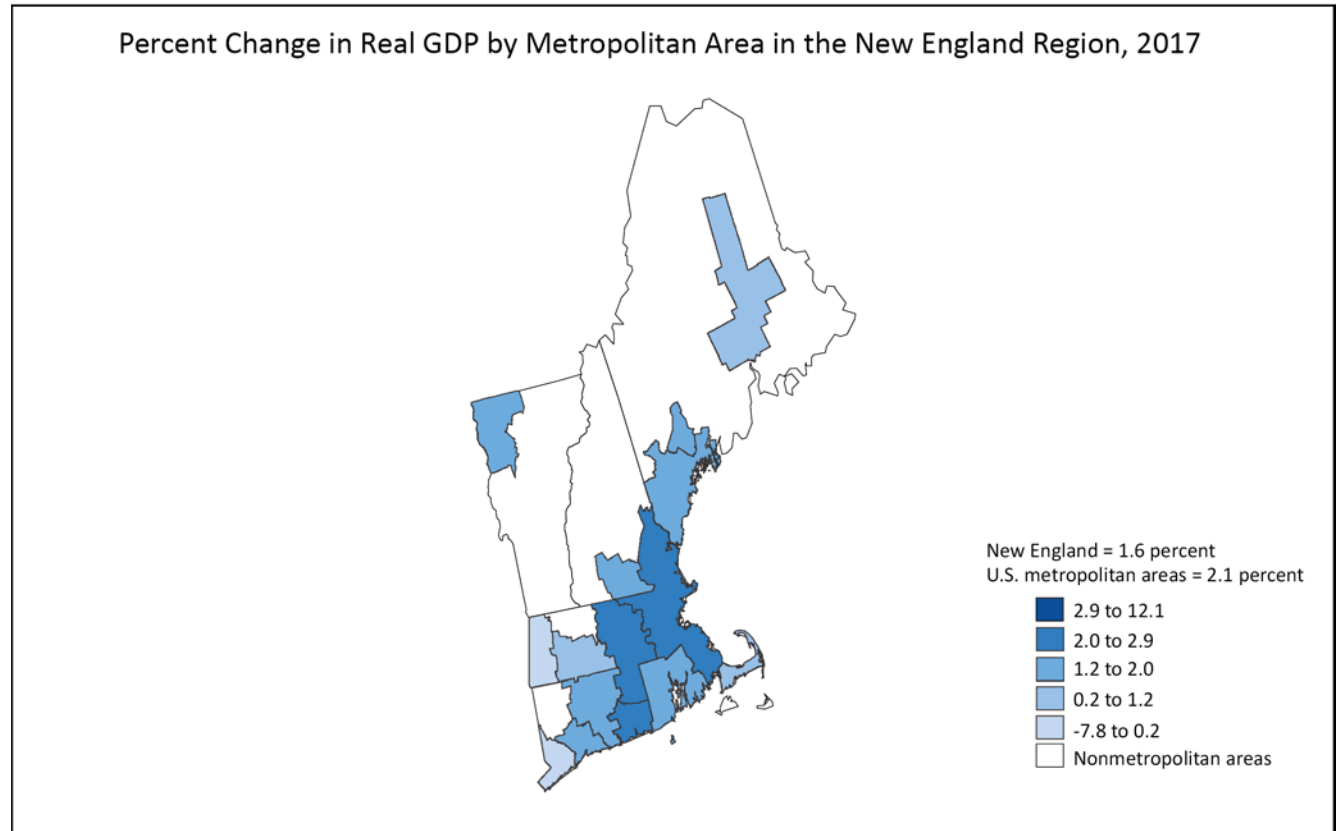 Percent Change in Real GDP by Metropolitan Area in the New England Region, 2017
New England = 1.6 percent
U.S. metropolitan areas = 2.1 percent
2.9 to 12.1
2.0 to 2.9
1.2 to 2.0
0.2 to 1.2
-7.8 to 0.2
Nonmetropolitan areas